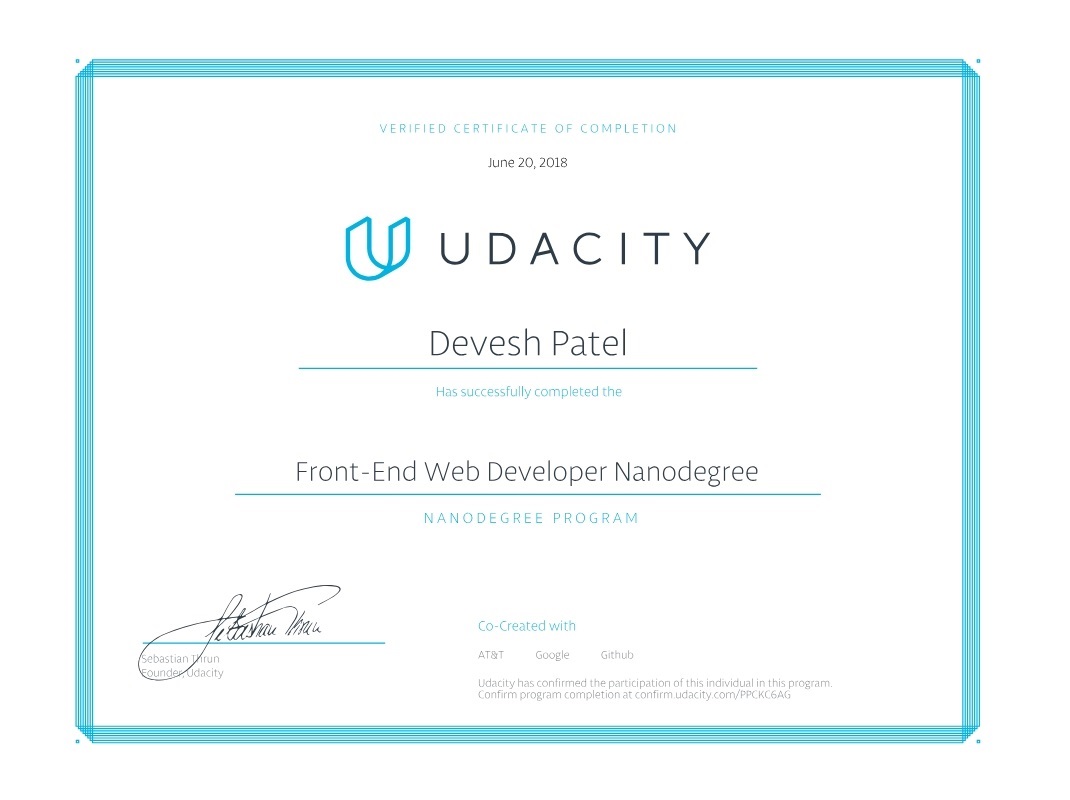 VERIFIED CERTIFICATE OF COMPLETION
June 20, 2018
UDACITY
Devesh Patel
Has successfully completed the
Front-End Web Developer Nanodegree
NANODEGREE PROGRAM
Sebastian Thrun
Sebastian Thrun
Founder, Udacity
Co-Created with
AT&T Google Github
Udacity has confirmed the participation of this individual in this program.
Confirm program completion at confirm.udacity.com/PPCKC6AG